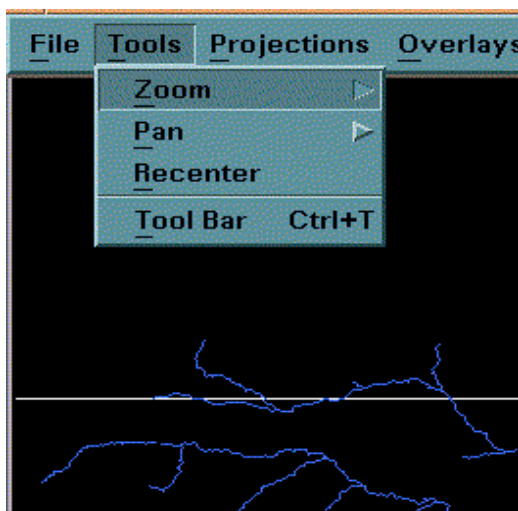 File Tools Projections Overlays
Zoom
Pan
Recenter
Tool Bar Ctrl+T